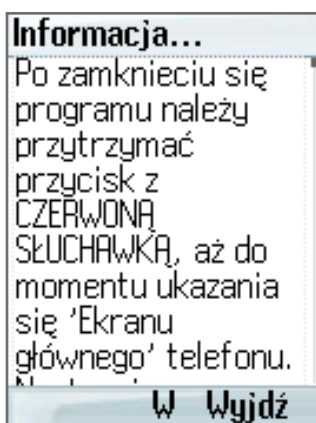 Informacja...
Po zamknieciu się
programu należy
przytrzymać
przycisk z
CZERWONĄ
SŁUCHAWKĄ, aż do
momentu ukazania
się 'Ekranu
głównego' telefonu.
W Wyjdź